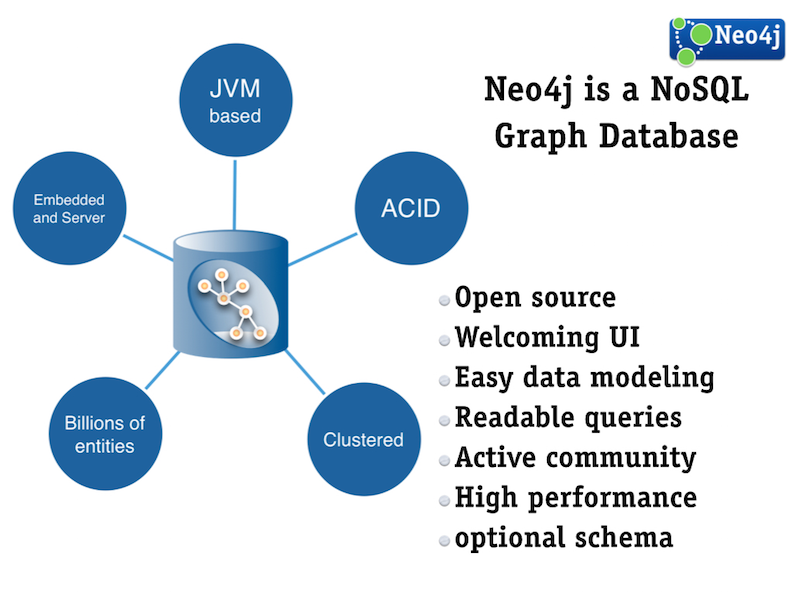 Neo4j
Neo4j is a NoSQL
Graph Database
JVM
based
Embedded
and Server
ACID
Billions of
entities
Clustered
Open source
Welcoming UI
Easy data modeling
Readable queries
Active community
High performance
optional schema